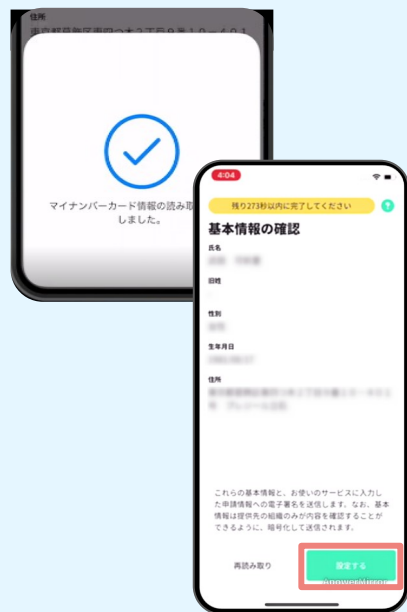 住所
マイナンバーカード情報の読み取
しました。
4:04
残り273秒以内に完了してください
基本情報の確認
氏名
旧姓
性別
生年月日
住所
これらの基本情報と、お使いのサービスに入力し
た申請情報への電子署名を送信します。なお、基本
情報は提供先の組織のみが内容を確認することが
できるように、暗号化して送信されます。
再読み取り
限定する
ApowerMirror